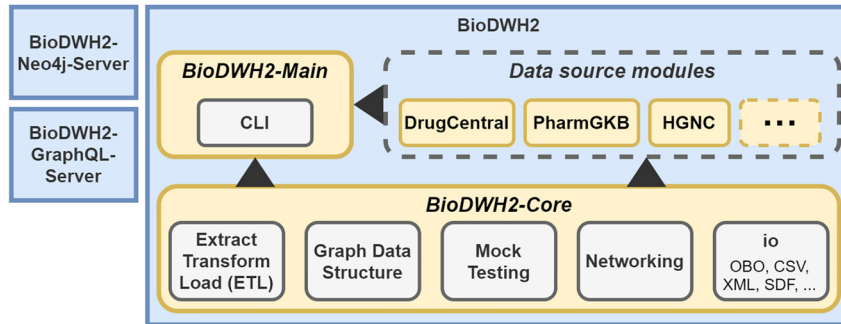 BioDWH2-
Neo4j-Server
BioDWH2-
GraphQL-
Server
BioDWH2
BioDWH2-Main
CLI
Data source modules
DrugCentral
PharmGKB
HGNC
...
BioDWH2-Core
Extract
Transform
Load (ETL)
Graph Data
Structure
Mock
Testing
Networking
io
OBO, CSV,
XML, SDF, ...